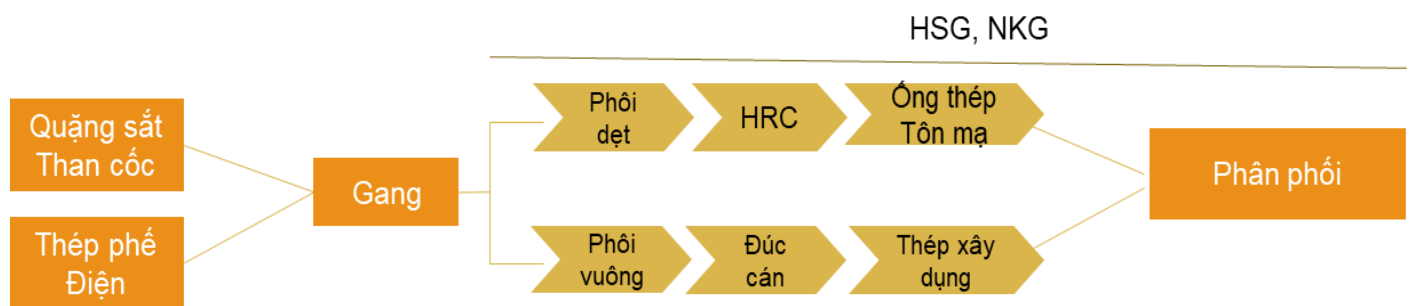 HSG, NKG
Quặng sắt
Than cốc
Thép phế
Điện
Gang
Phôi
dẹt
HRC
Ống thép
Tôn mạ
Phôi
vuông
Đúc
cán
Thép xây
dụng
Phân phối